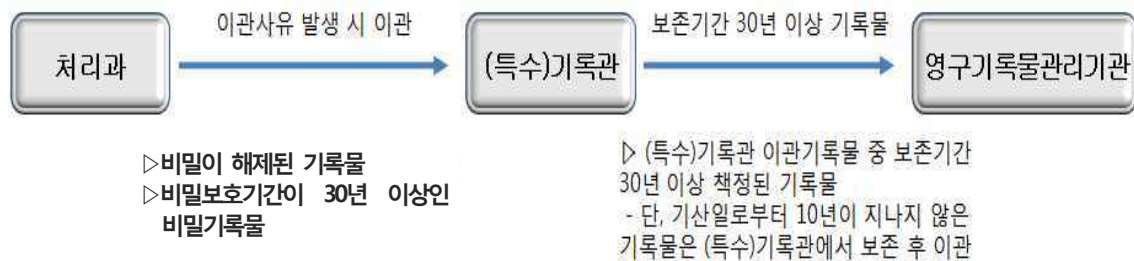 이관사유 발생 시 이관
보존기간 30년 이상 기록물
처리과
(특수)기록관
영구기록물관리기관
▷비밀이 해제된 기록물
▷비밀보호기간이 30년 이상인
비밀기록물
▷ (특수)기록관 이관기록물 중 보존기간
30년 이상 책정된 기록물
- 단, 기산일로부터 10년이 지나지 않은
기록물은 (특수)기록관에서 보존 후 이관